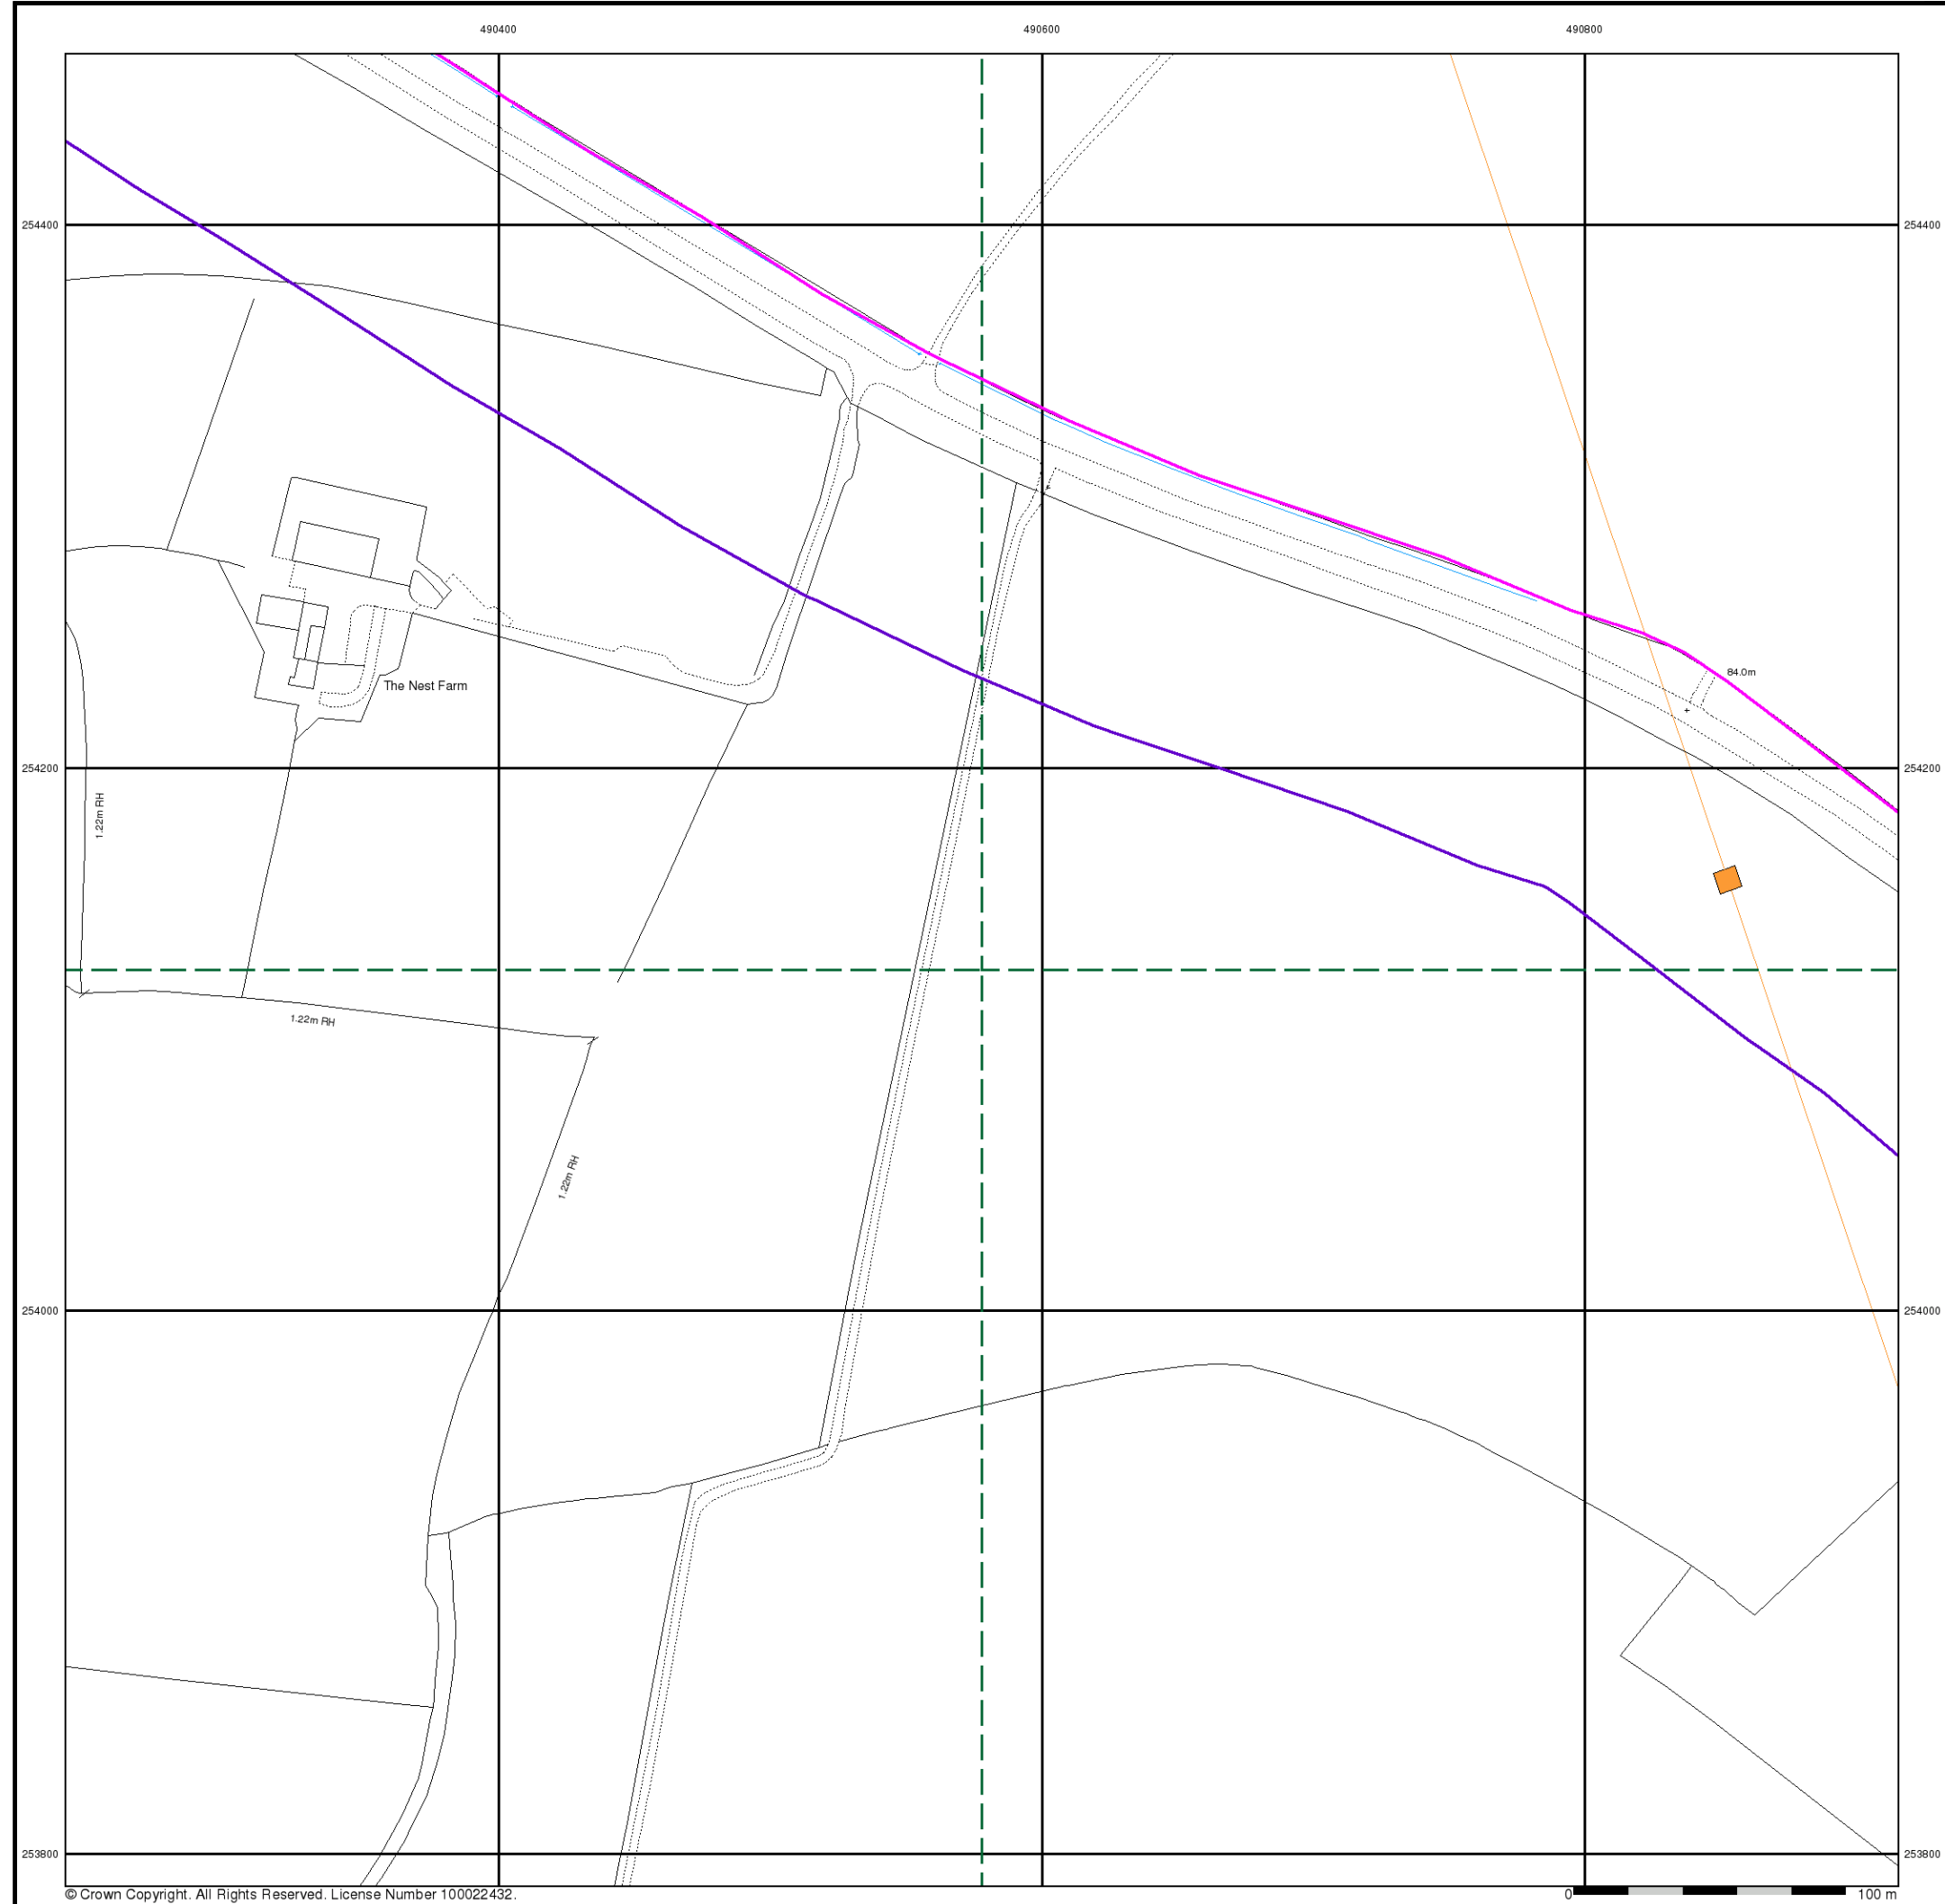 490400 490600 490800
254400 254400
84.0m
The Nest Farm
254200 254200
1.22m RH
1.22m RH
1.22m RH
254000 254000
253800 253800
© Crown Copyright. All Rights Reserved. License Number 100022432.
0 100 m